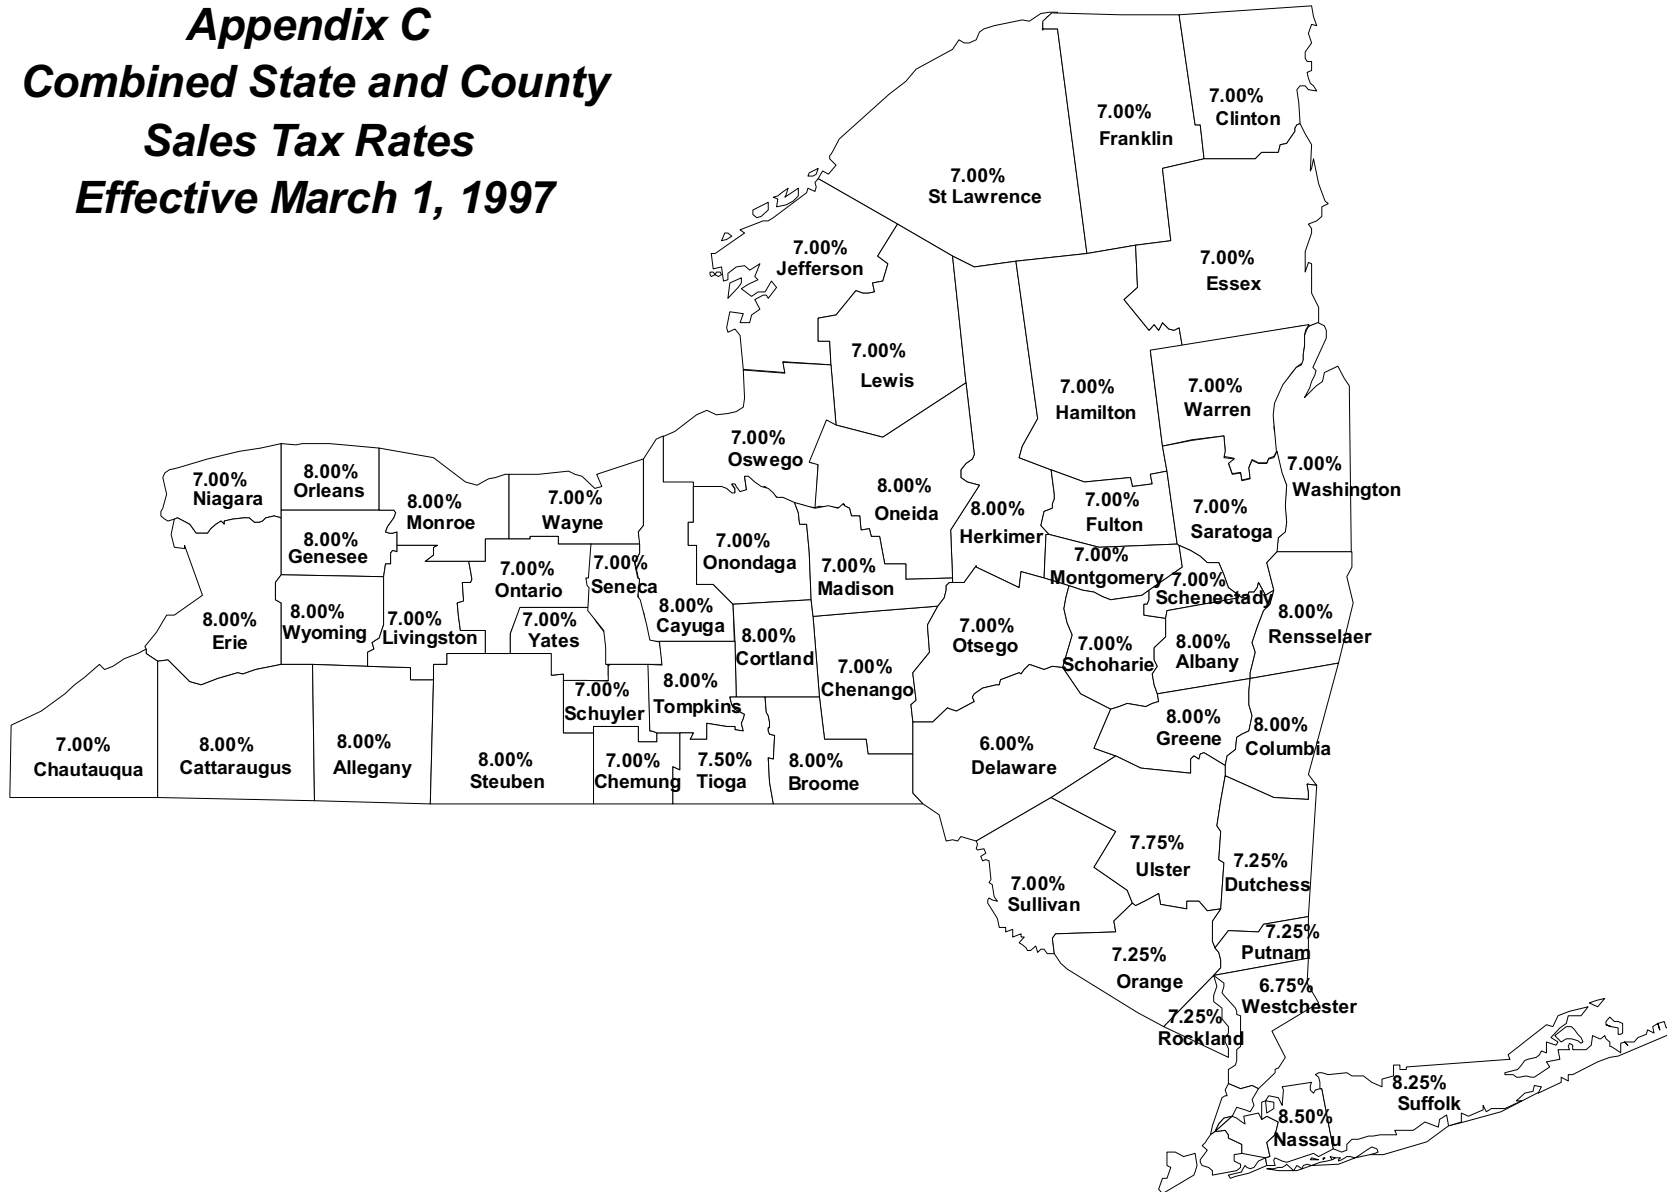 Appendix C
Combined State and County
Sales Tax Rates
Effective March 1, 1997
7.00%
Clinton
7.00%
Franklin
7.00%
St Lawrence
7.00%
Jefferson
7.00%
Essex
7.00%
Lewis
7.00%
Hamilton
7.00%
Warren
7.00%
Oswego
7.00%
Washington
7.00%
Niagara
8.00%
Orleans
8.00%
Monroe
7.00%
Wayne
8.00%
Oneida
8.00%
Herkimer
7.00%
Fulton
7.00%
Saratoga
8.00%
Genesee
7.00%
Ontario
7.00%
Seneca
7.00%
Onondaga
7.00%
Madison
7.00%
Montgomery
7.00%
Schenectady
8.00%
Erie
8.00%
Wyoming
7.00%
Livingston
7.00%
Yates
8.00%
Cayuga
8.00%
Cortland
7.00%
Otsego
7.00%
Schoharie
8.00%
Albany
8.00%
Rensselaer
7.00%
Chenango
7.00%
Schuyler
8.00%
Tompkins
8.00%
Greene
8.00%
Columbia
7.00%
Chautauqua
8.00%
Cattaraugus
8.00%
Allegany
8.00%
Steuben
7.00%
Chemung
7.50%
Tioga
8.00%
Broome
6.00%
Delaware
7.75%
Ulster
7.25%
Dutchess
7.00%
Sullivan
7.25%
Putnam
7.25%
Orange
6.75%
Westchester
7.25%
Rockland
8.25%
Suffolk
8.50%
Nassau